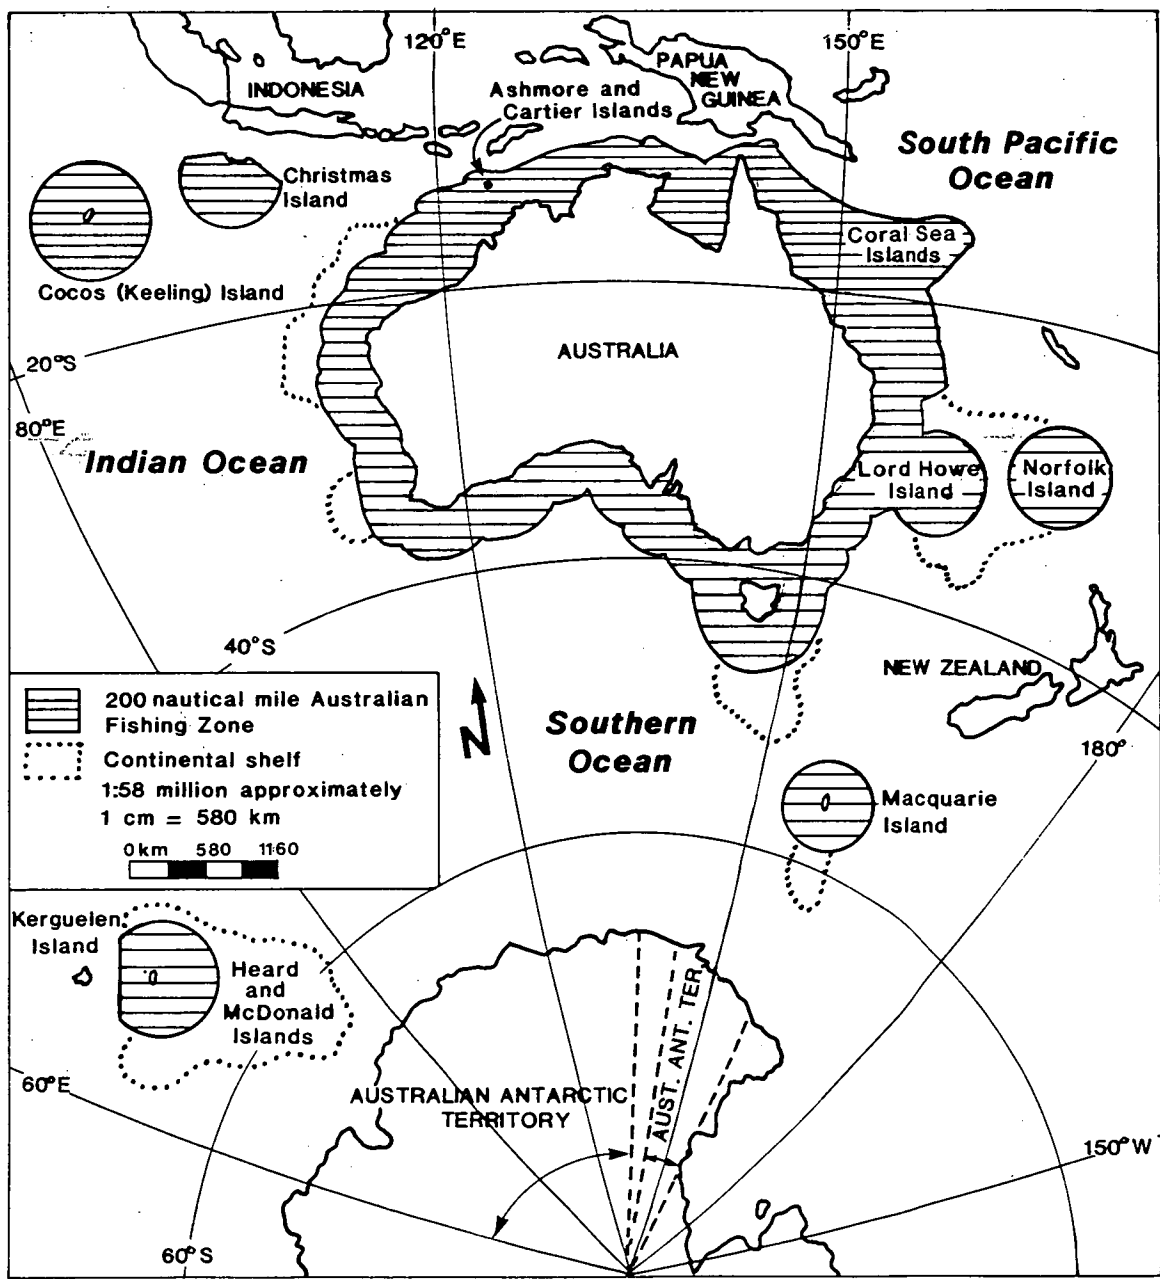 120°E
150°E
INDONESIA
PAPUA
NEW
GUINEA
Ashmore and
Cartier Islands
South Pacific
Ocean
Christmas
Island
Coral Sea
Islands
Cocos (Keeling) Island
20°S
AUSTRALIA
80°E
Indian Ocean
Lord Howe
Island
Norfolk
Island
40°S
NEW ZEALAND
200 nautical mile Australian
Fishing Zone
Continental shelf
1:58 million approximately
1 cm = 580 km
0km 580 1160
N
Southern
Ocean
180°
Macquarie
Island
Kerguelen
Island
Heard
and
McDonald
Islands
AUST. ANT. TER.
60°E
AUSTRALIAN ANTARCTIC
TERRITORY
150°W
60°S